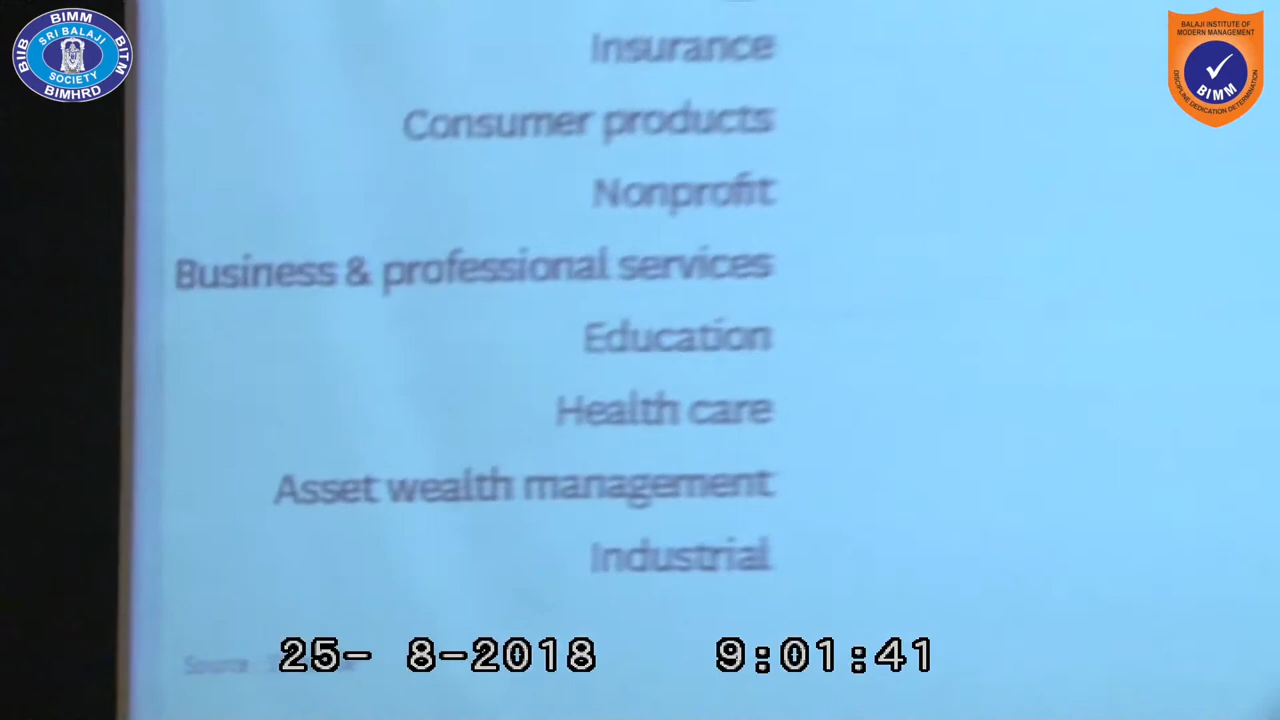 BIMM
SRI BALAJI
BIIB
BITM
SOCIETY
BIMHRD
BALAJI INSTITUTE OF
MODERN MANAGEMENT
BIMM
DISCIPLINE DEDICATION DETERMINATION
Insurance
Consumer products
Nonprofit
Business & professional services
Education
Health care
Asset wealth management
Industrial
Source
25- 8-2018 9:01:41